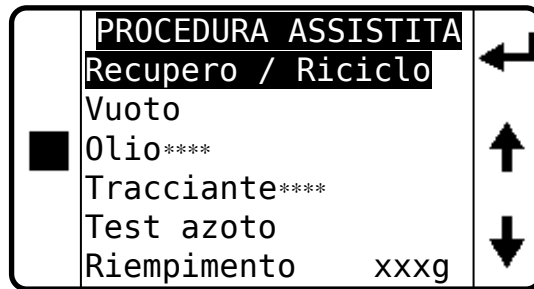 PROCEDURA ASSISTITA
Recupero / Riciclo
Vuoto
Olio****
Tracciante****
Test azoto
Riempimento xxxg